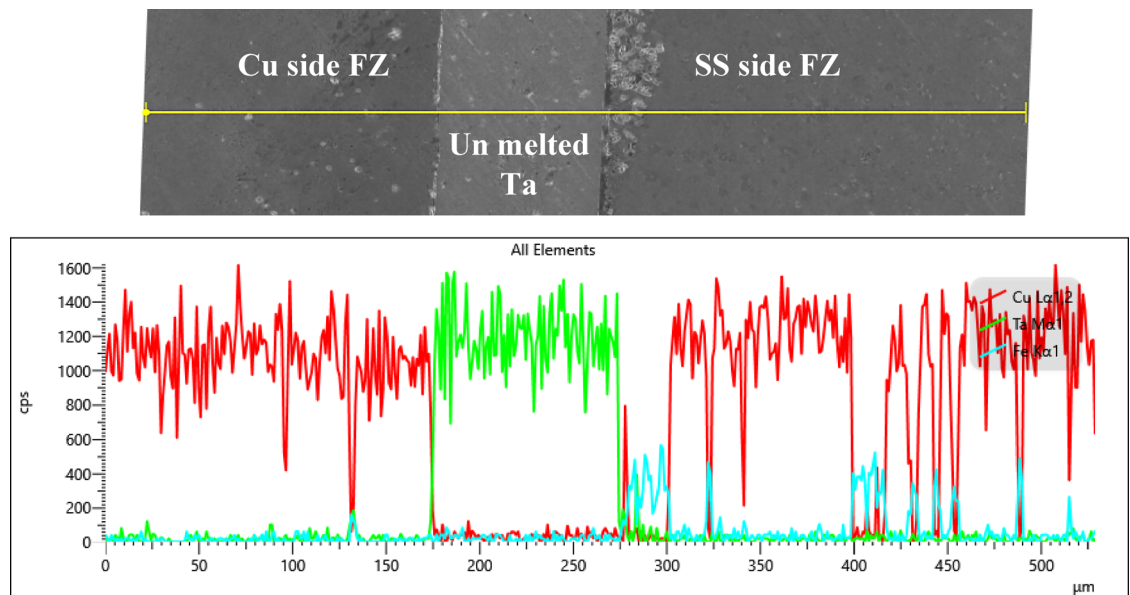 Cu side FZ
SS side FZ
Un melted
Ta
All Elements
1600
1400
1200
1000
800
600
400
200
0
cps
Cu Lα1,2
Ta Mα1
Fe Kα1
0 50 100 150 200 250 300 350 400 450 500
µm